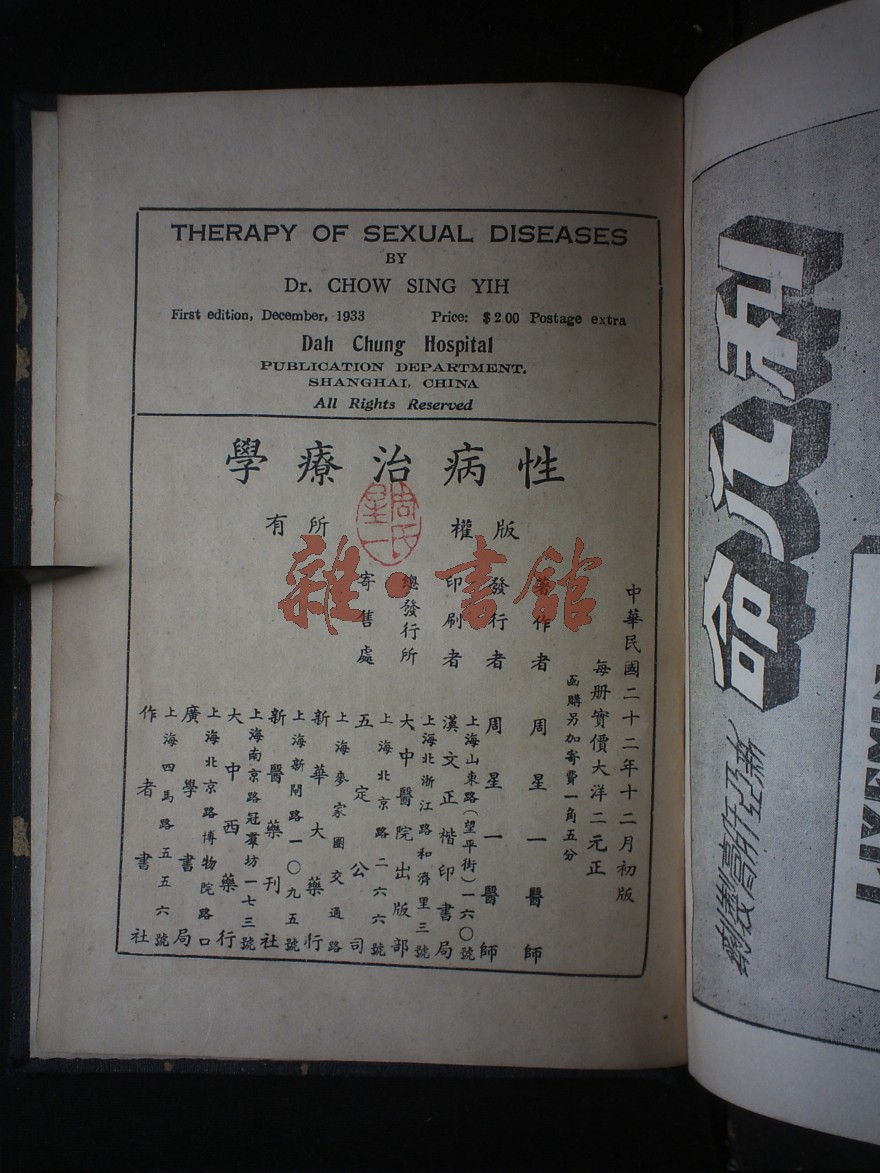 THERAPY OF SEXUAL DISEASES
BY
Dr. CHOW SING YIH
First edition, December, 1933 Price: $2.00 Postage extra
Dah Chung Hospital
PUBLICATION DEPARTMENT.
SHANGHAI, CHINA
All Rights Reserved
性病治療學
版權所有
周氏星一
雜·書館
中華民國二十二年十二月初版
每册實價大洋二元正
函購另加寄費一角五分
著作者 周星一醫師
發行者 周星一醫師
印刷者 漢文正楷印書局
上海山東路(望平街)一六〇號
總發行所 大中醫院出版部
上海北浙江路和濟里三號
寄售處 五定公司
上海北京路二六六號
新華大藥行
上海麥家圈交通路
新醫藥刊社
上海新閘路一〇九五號
大中西藥行
上海南京路冠羣坊一七三號
廣學書局
上海北京路博物院路口
作者書社
上海四馬路五五六號
命凡利